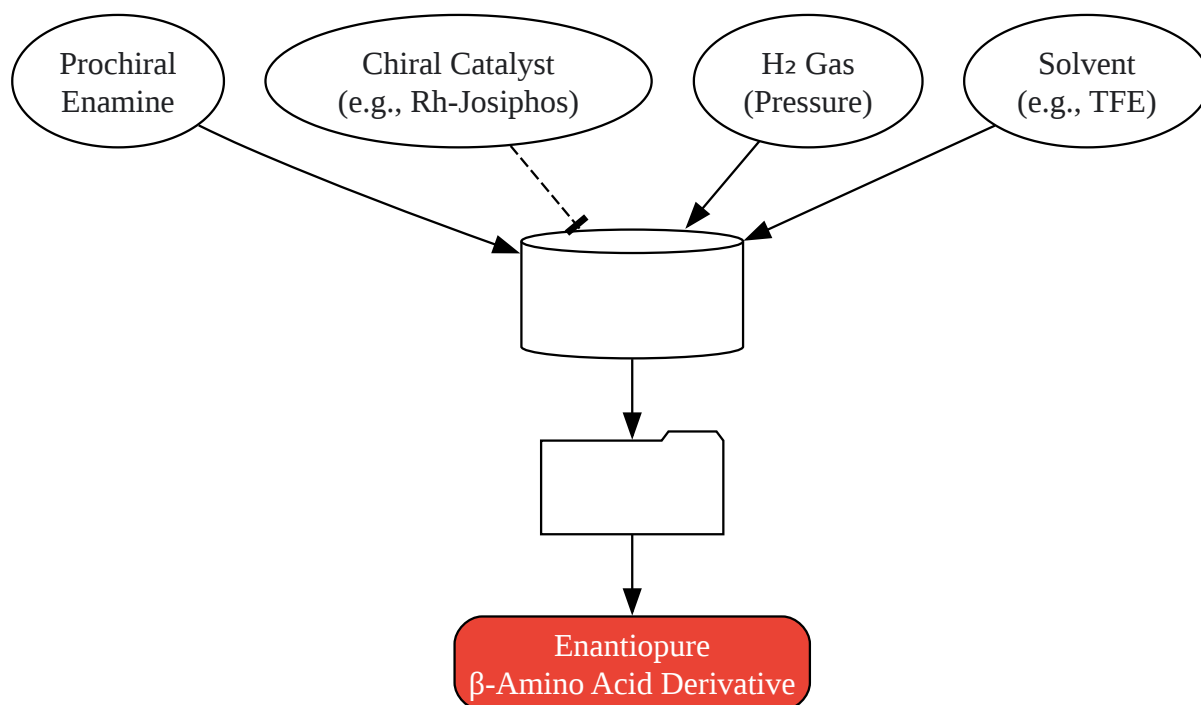 Prochiral
Enamine
Chiral Catalyst
(e.g., Rh-Josiphos)
H₂ Gas
(Pressure)
Solvent
(e.g., TFE)
Enantiopure
β-Amino Acid Derivative